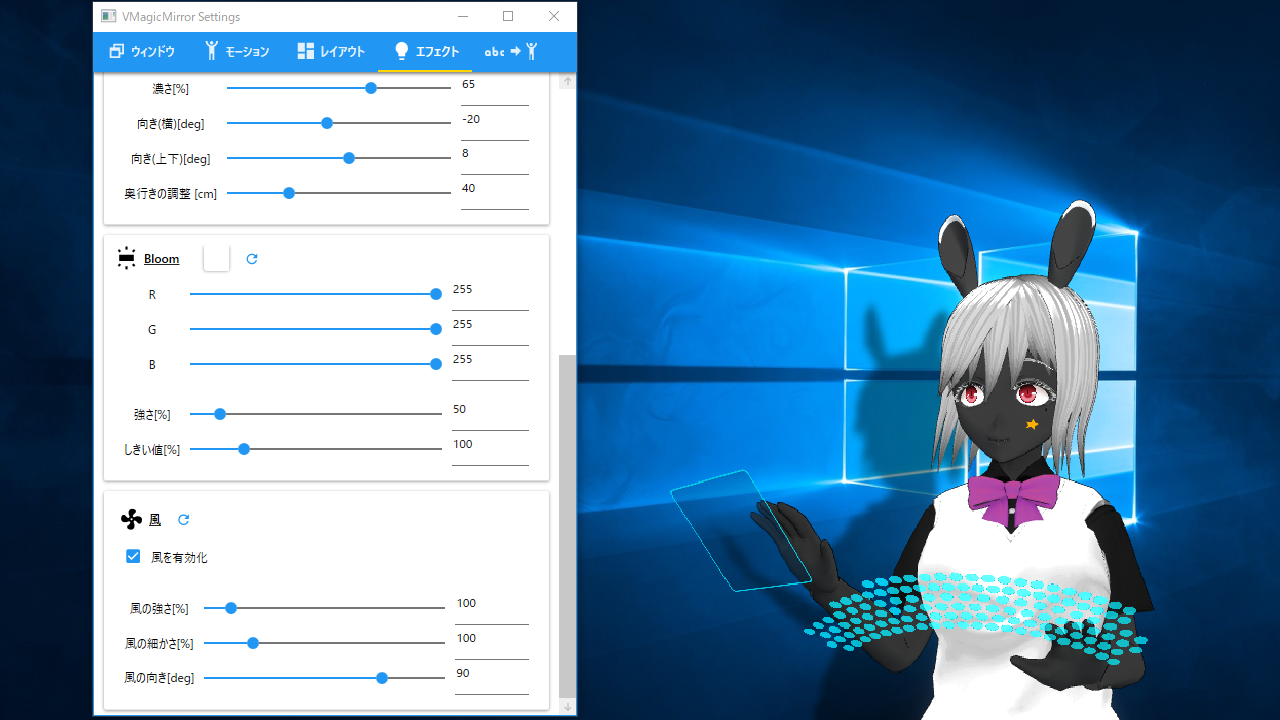 VMagicMirror Settings
ウィンドウ モーション レイアウト エフェクト abc
濃さ[%] 65
向き(横)[deg] -20
向き(上下)[deg] 8
奥行きの調整 [cm] 40
Bloom
R 255
G 255
B 255
強さ[%] 50
しきい値[%] 100
風
風を有効化
風の強さ[%] 100
風の細かさ[%] 100
風の向き[deg] 90